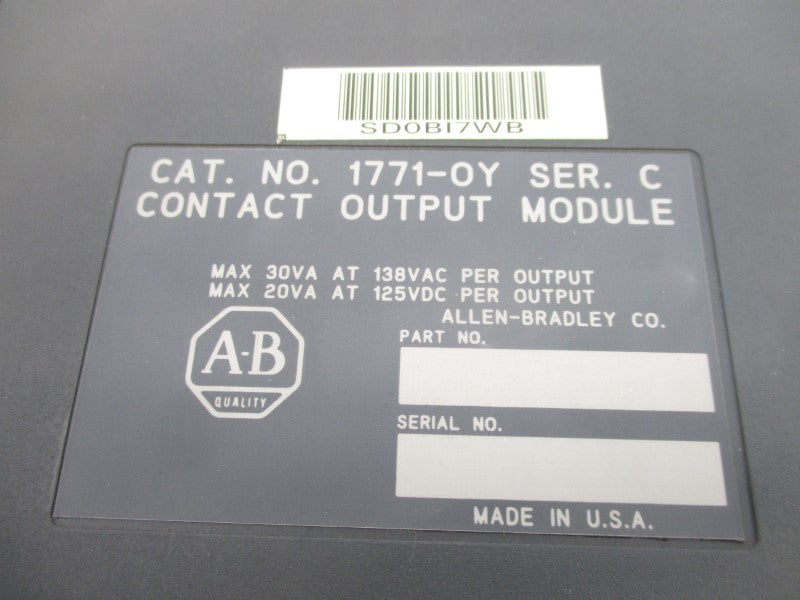 SD0BI7WB
CAT. NO. 1771-OY SER. C
CONTACT OUTPUT MODULE
MAX 30VA AT 138VAC PER OUTPUT
MAX 20VA AT 125VDC PER OUTPUT
ALLEN-BRADLEY CO.
A-B
QUALITY
PART NO.
SERIAL NO.
MADE IN U.S.A.